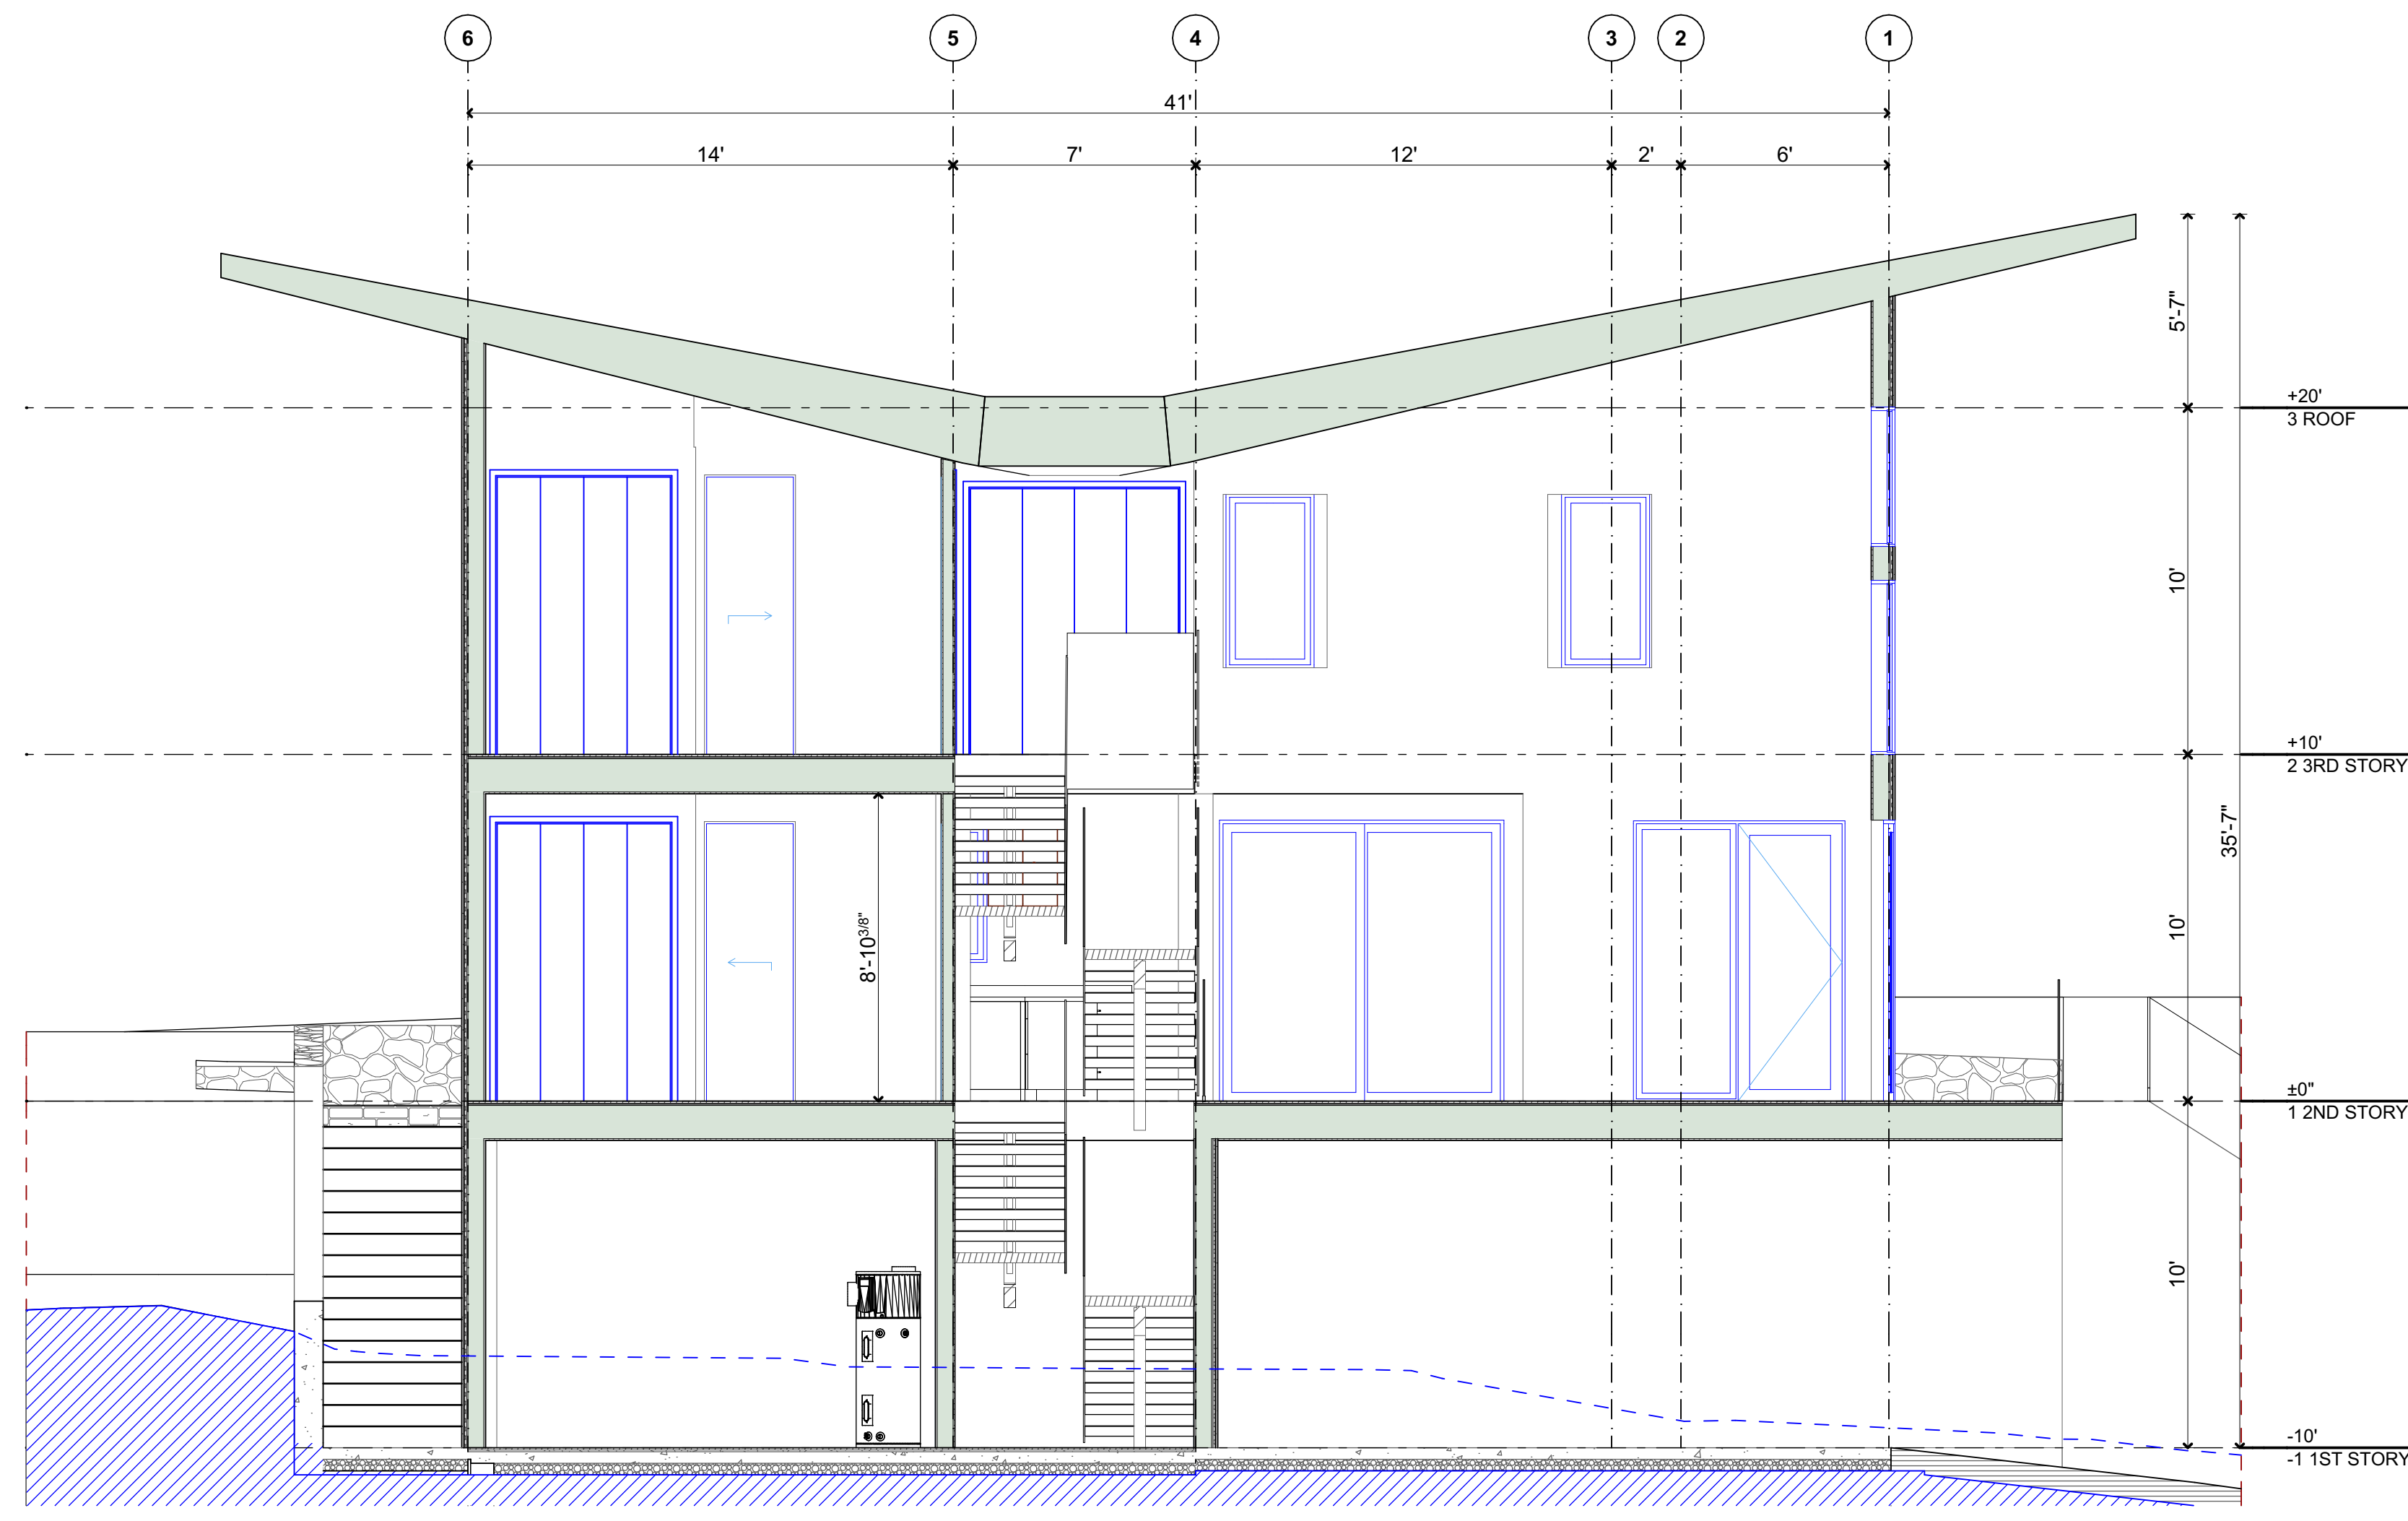 6 5 4 3 2 1
41'
14' 7' 12' 2' 6'
5'-7"
+20'
3 ROOF
10'
+10'
2 3RD STORY
35'-7"
8'-10 3/8"
10'
±0"
1 2ND STORY
10'
-10'
-1 1ST STORY